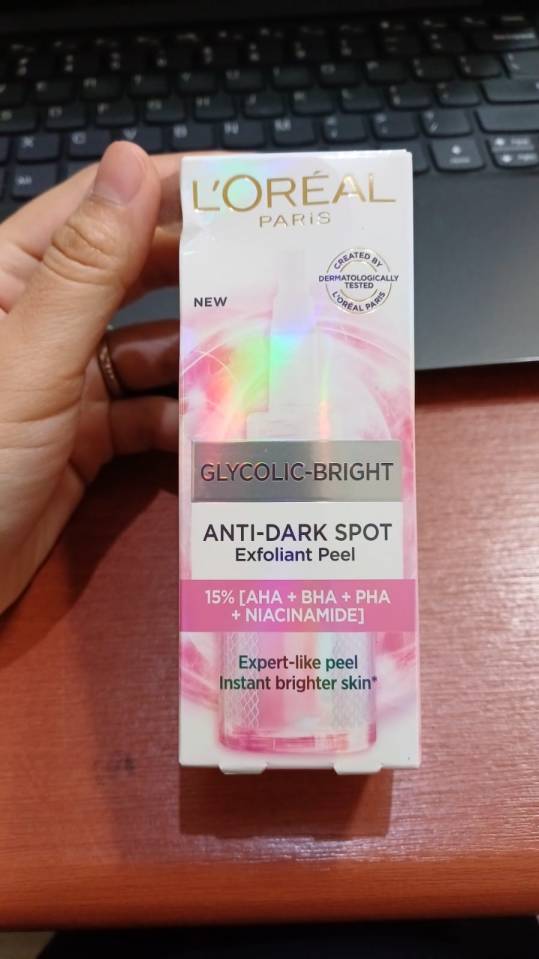 L'ORÉAL
PARIS
CREATED BY
DERMATOLOGICALLY
TESTED
L'ORÉAL PARIS
NEW
GLYCOLIC-BRIGHT
ANTI-DARK SPOT
Exfoliant Peel
15% [AHA + BHA + PHA
+ NIACINAMIDE]
Expert-like peel
Instant brighter skin*